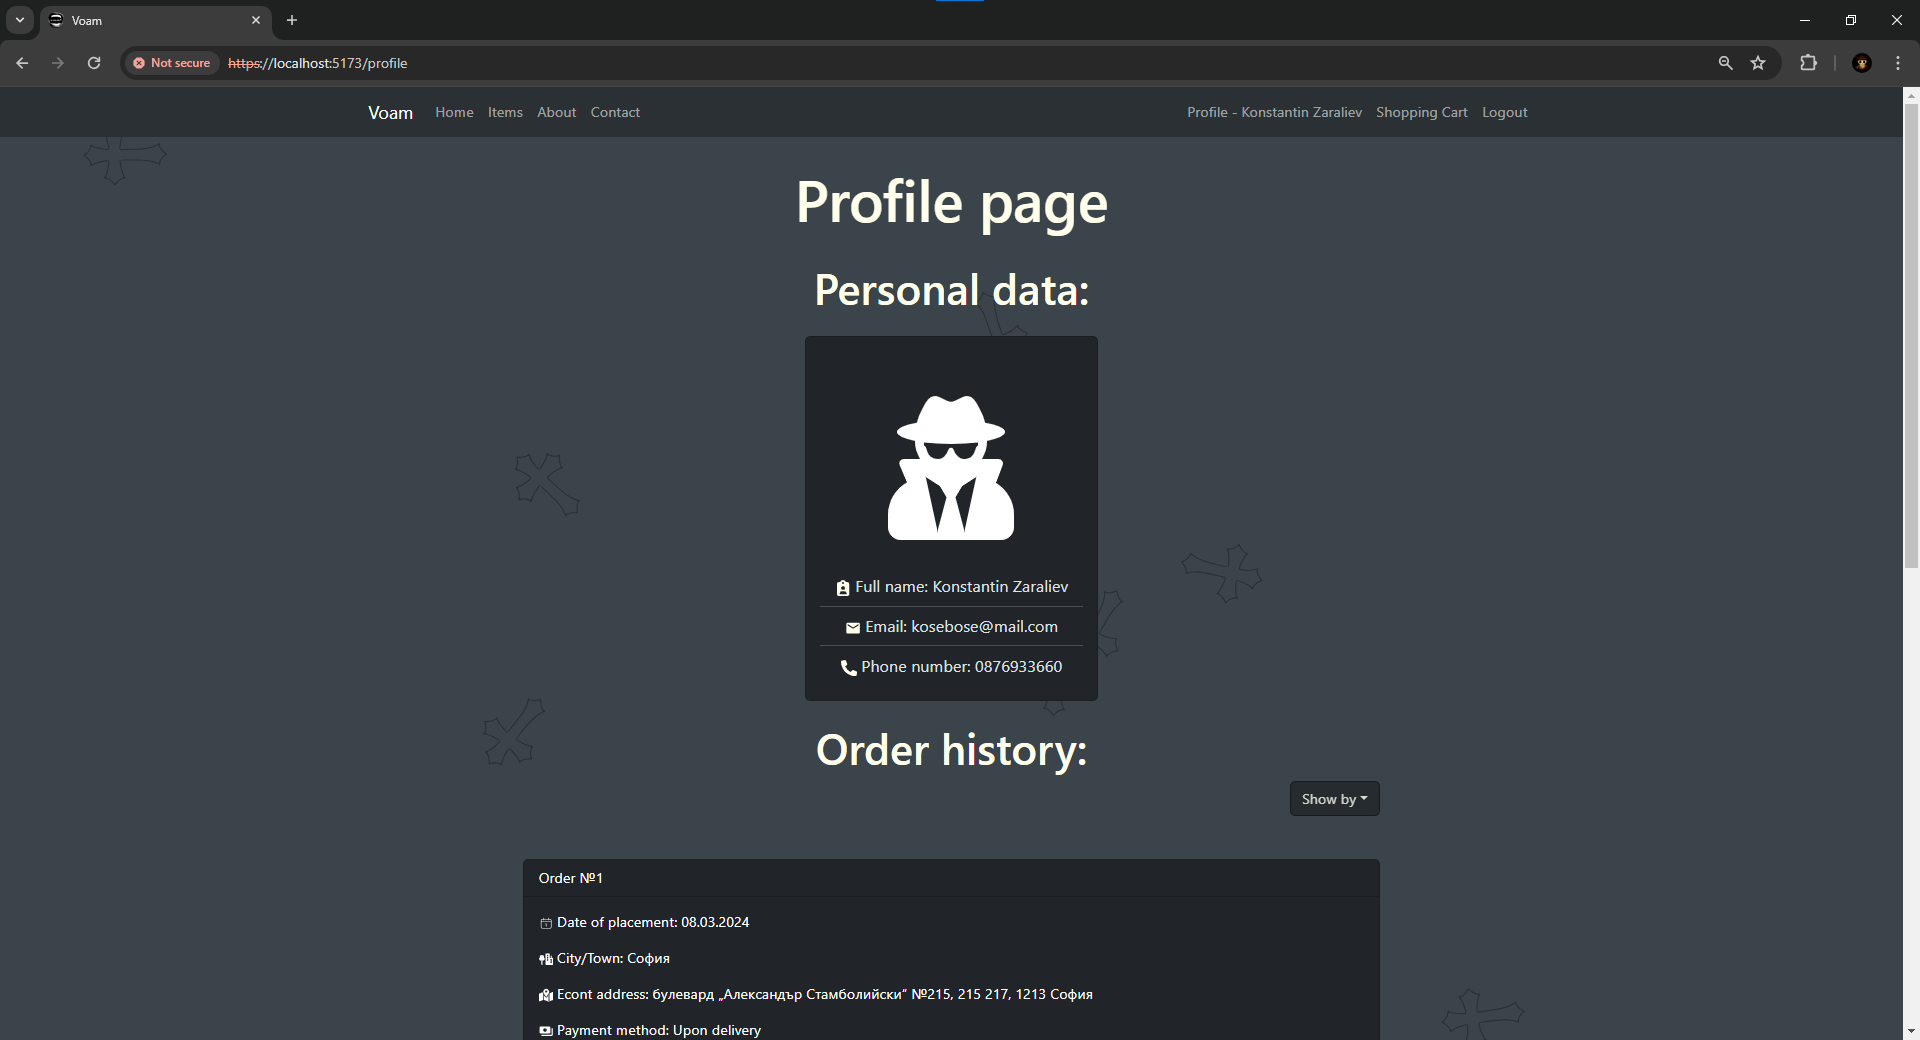 Voam
Not secure https://localhost:5173/profile
Voam Home Items About Contact Profile - Konstantin Zaraliev Shopping Cart Logout
Profile page
Personal data:
Full name: Konstantin Zaraliev
Email: kosebose@mail.com
Phone number: 0876933660
Order history:
Show by
Order №1
Date of placement: 08.03.2024
City/Town: София
Econt address: булевард „Александър Стамболийски“ №215, 215 217, 1213 София
Payment method: Upon delivery